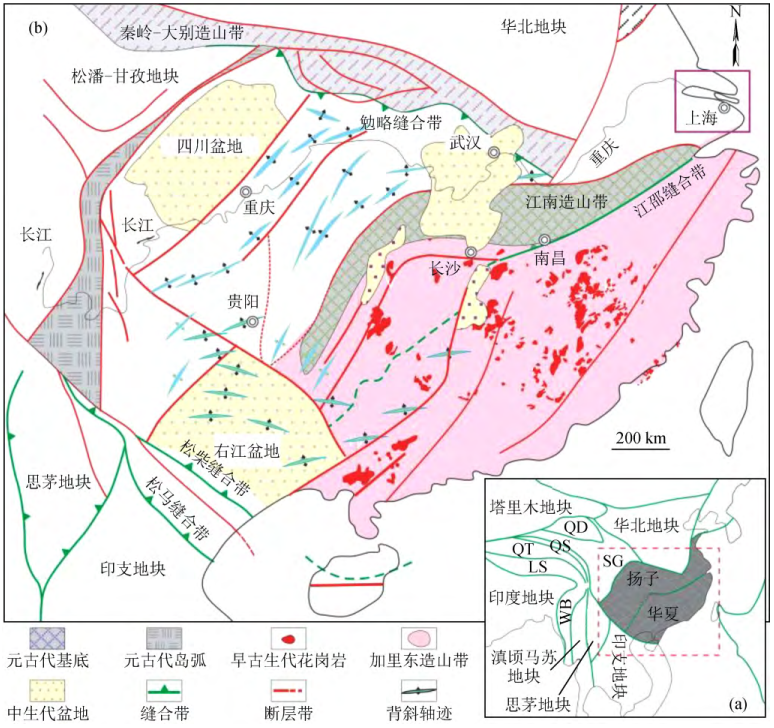 (b)
秦岭-大别造山带
华北地块
N
松潘-甘孜地块
上海
勉略缝合带
四川盆地
武汉
重庆
重庆
江南造山带
江邵缝合带
长江
长江
长沙
南昌
贵阳
200 km
右江盆地
松柴缝合带
思茅地块
松马缝合带
印支地块
塔里木地块
华北地块
QD
QS
QT
SG
LS
扬子
印度地块
WB
华夏
滇顷马苏
地块
印支地块
思茅地块
(a)
元古代基底
元古代岛弧
早古生代花岗岩
加里东造山带
中生代盆地
缝合带
断层带
背斜轴迹